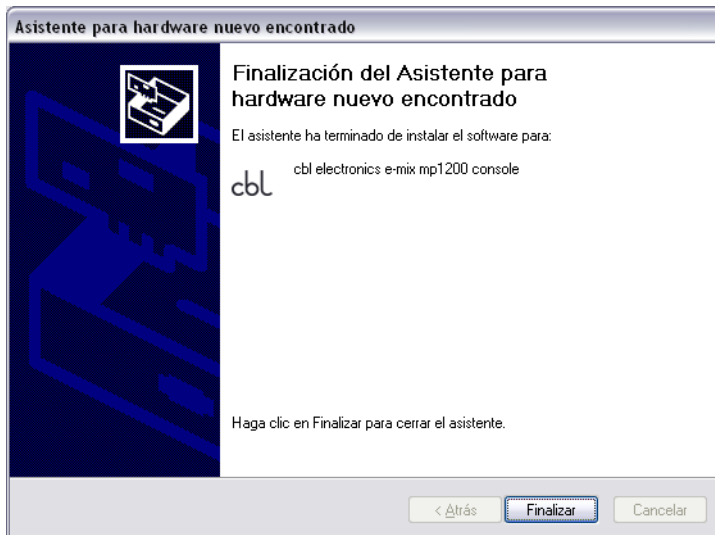 Asistente para hardware nuevo encontrado
Finalización del Asistente para
hardware nuevo encontrado
El asistente ha terminado de instalar el software para:
cbl electronics e-mix mp1200 console
cbl
Haga clic en Finalizar para cerrar el asistente.
< Atrás
Finalizar
Cancelar